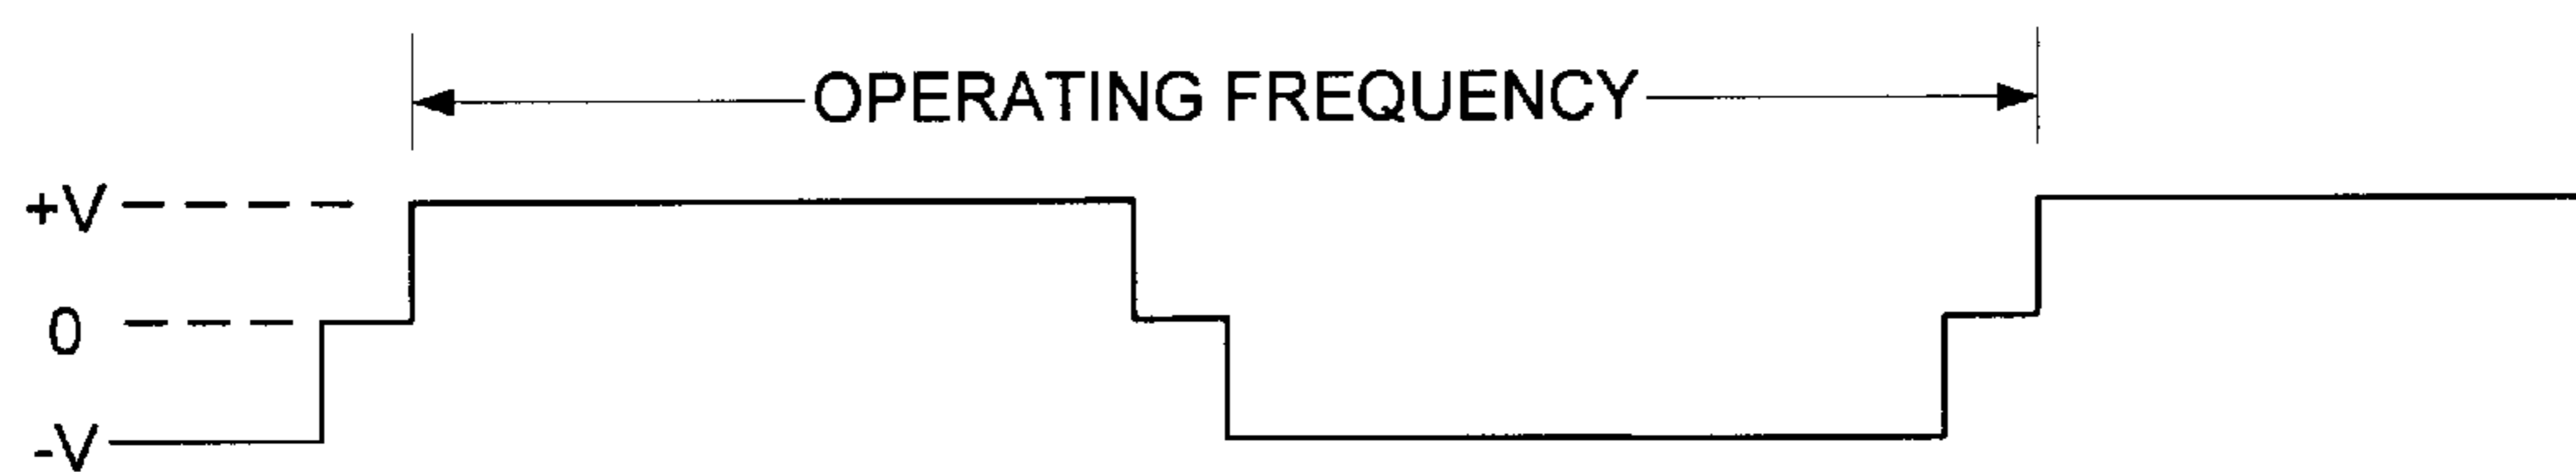 OPERATING FREQUENCY
+V
0
-V